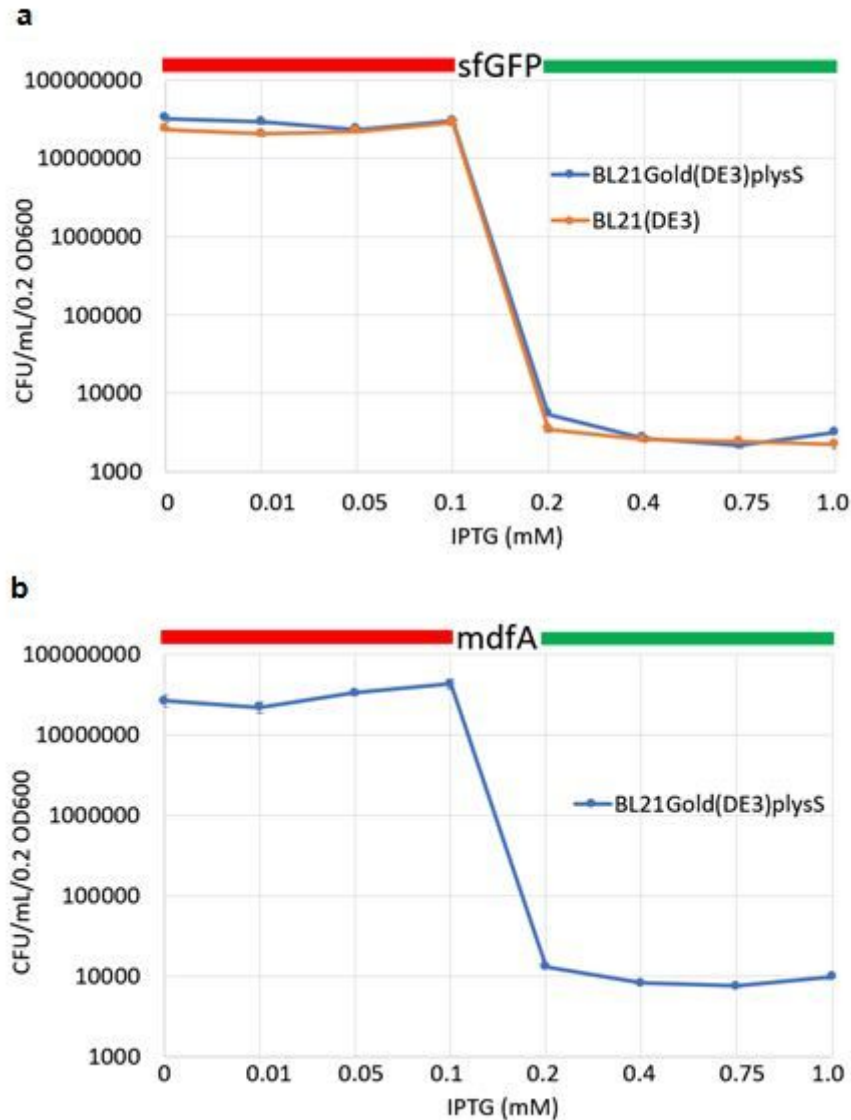 a
sfGFP
100000000
10000000
1000000
100000
10000
1000
CFU/mL/0.2 OD600
BL21Gold(DE3)plysS
BL21(DE3)
0 0.01 0.05 0.1 0.2 0.4 0.75 1.0
IPTG (mM)
b
mdfA
100000000
10000000
1000000
100000
10000
1000
CFU/mL/0.2 OD600
BL21Gold(DE3)plysS
0 0.01 0.05 0.1 0.2 0.4 0.75 1.0
IPTG (mM)